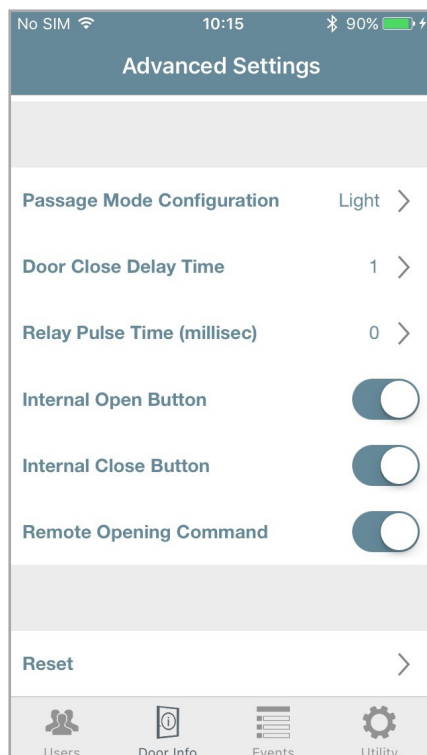 No SIM 10:15 90%
Advanced Settings
Passage Mode Configuration Light
Door Close Delay Time 1
Relay Pulse Time (millisec) 0
Internal Open Button
Internal Close Button
Remote Opening Command
Reset
Users Door Info Events Utility